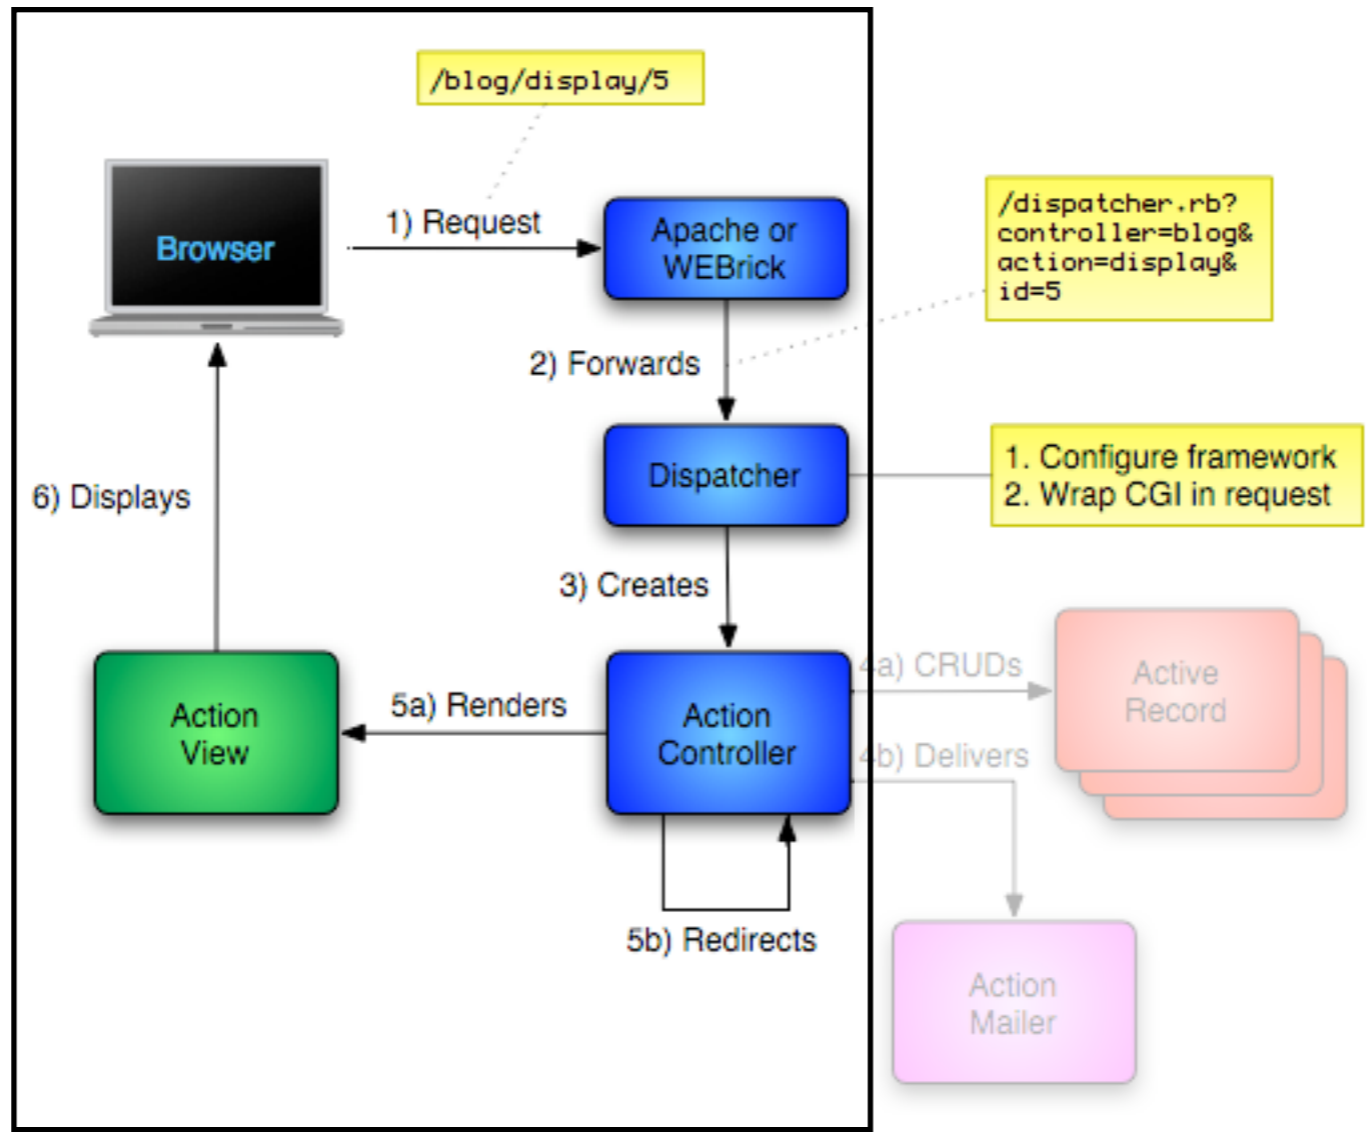 /blog/display/5
1) Request
Browser
Apache or
WEBrick
/dispatcher.rb?
controller=blog&
action=display&
id=5
2) Forwards
Dispatcher
1. Configure framework
2. Wrap CGI in request
6) Displays
3) Creates
Action
View
5a) Renders
Action
Controller
4a) CRUDs
Active
Record
4b) Delivers
5b) Redirects
Action
Mailer